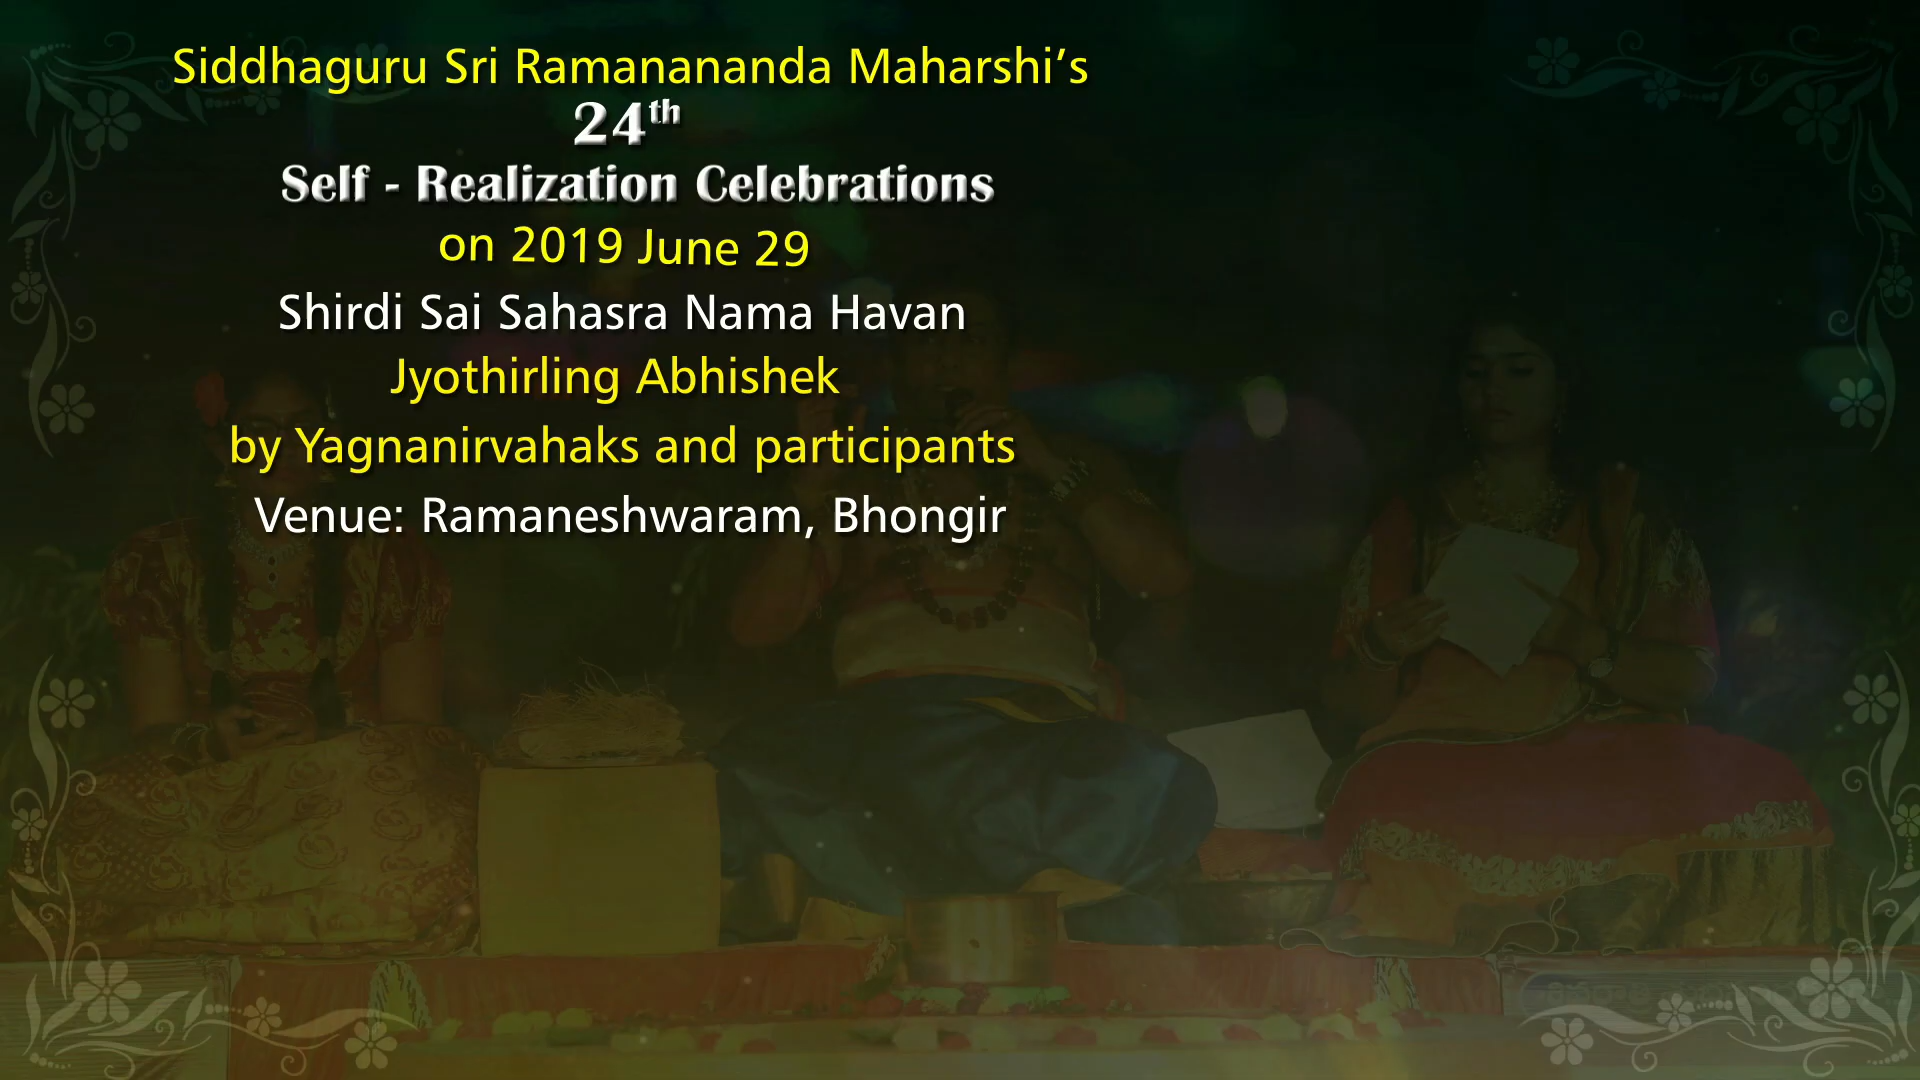 Siddhaguru Sri Ramanananda Maharshi’s
24th
Self - Realization Celebrations
on 2019 June 29
Shirdi Sai Sahasra Nama Havan
Jyothirling Abhishek
by Yagnanirvahaks and participants
Venue: Ramaneshwaram, Bhongir